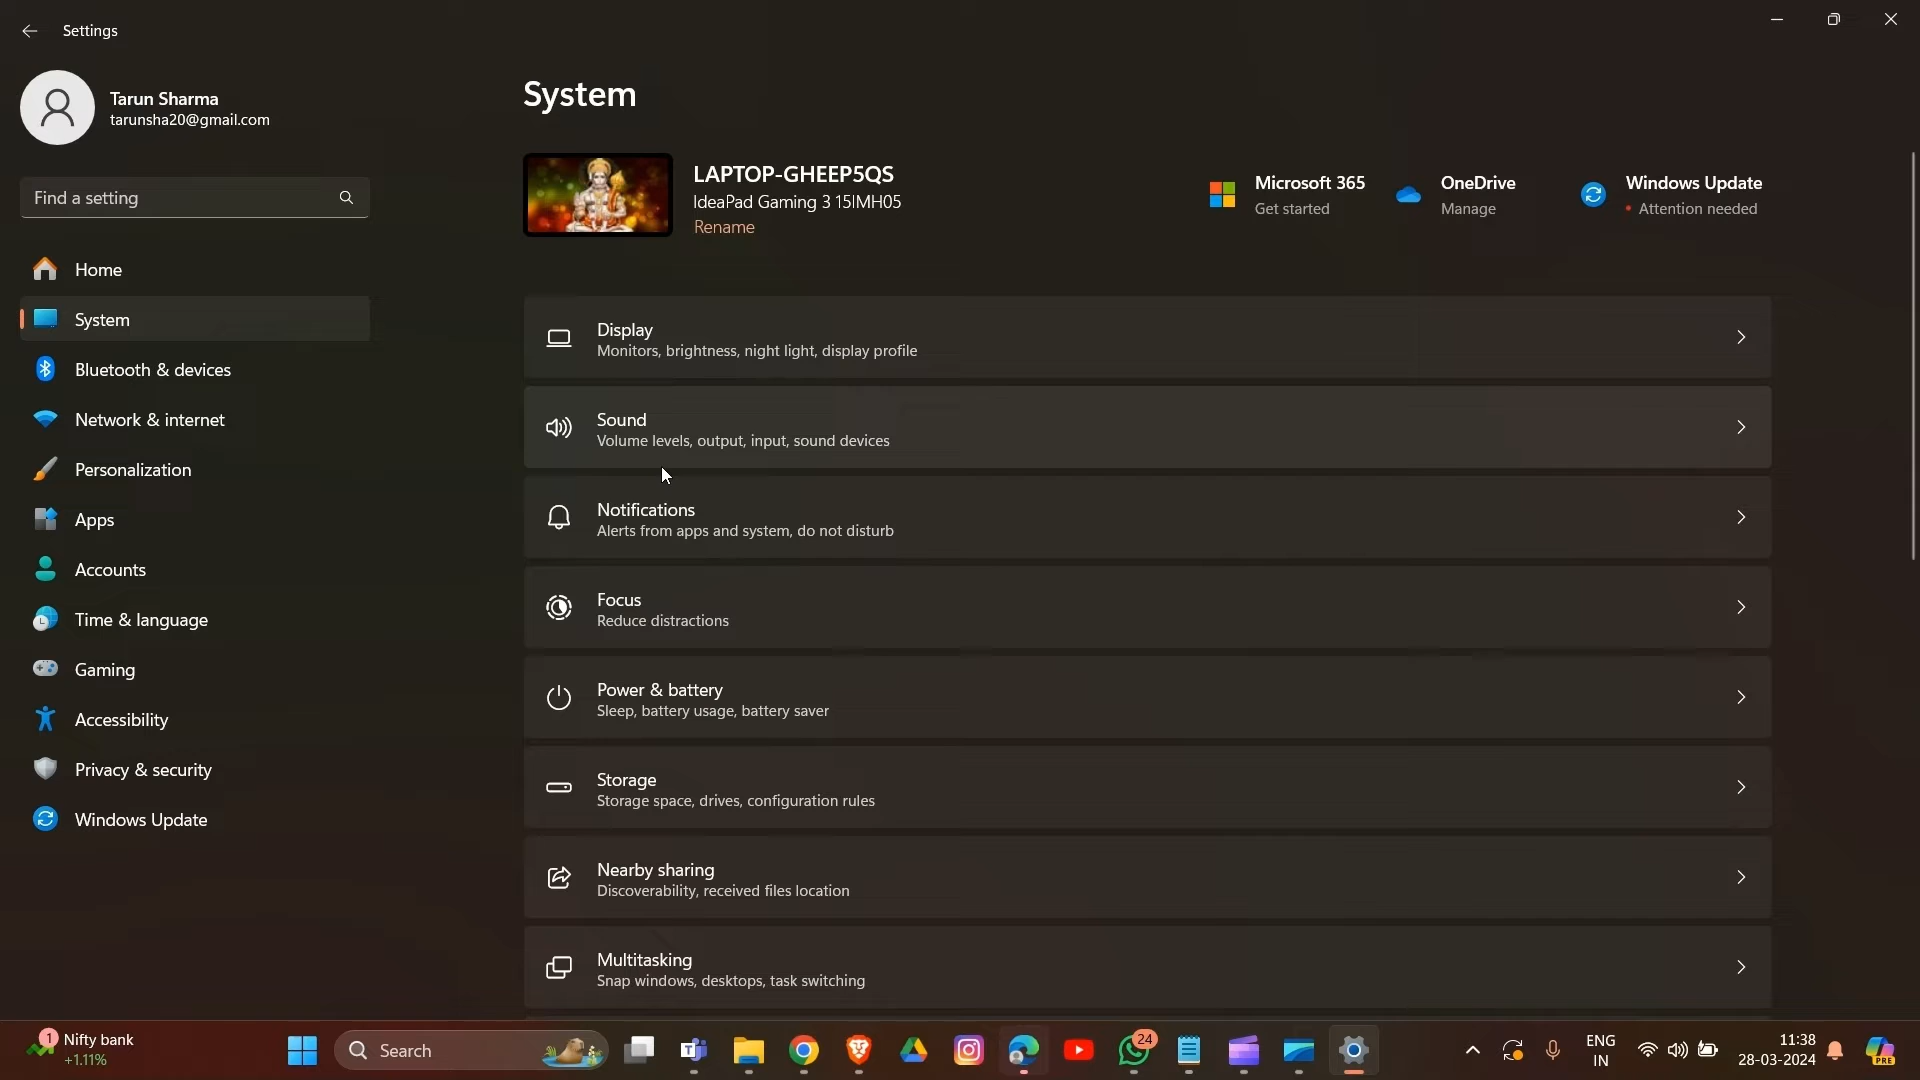 Settings
Tarun Sharma
tarunsha20@gmail.com
Find a setting
Home
System
Bluetooth & devices
Network & internet
Personalization
Apps
Accounts
Time & language
Gaming
Accessibility
Privacy & security
Windows Update
System
LAPTOP-GHEEP5QS
IdeaPad Gaming 3 15IMH05
Rename
Microsoft 365
Get started
OneDrive
Manage
Windows Update
• Attention needed
Display
Monitors, brightness, night light, display profile
Sound
Volume levels, output, input, sound devices
Notifications
Alerts from apps and system, do not disturb
Focus
Reduce distractions
Power & battery
Sleep, battery usage, battery saver
Storage
Storage space, drives, configuration rules
Nearby sharing
Discoverability, received files location
Multitasking
Snap windows, desktops, task switching
1
Nifty bank
+1.11%
Search
24
ENG
IN
11:38
28-03-2024
PRE